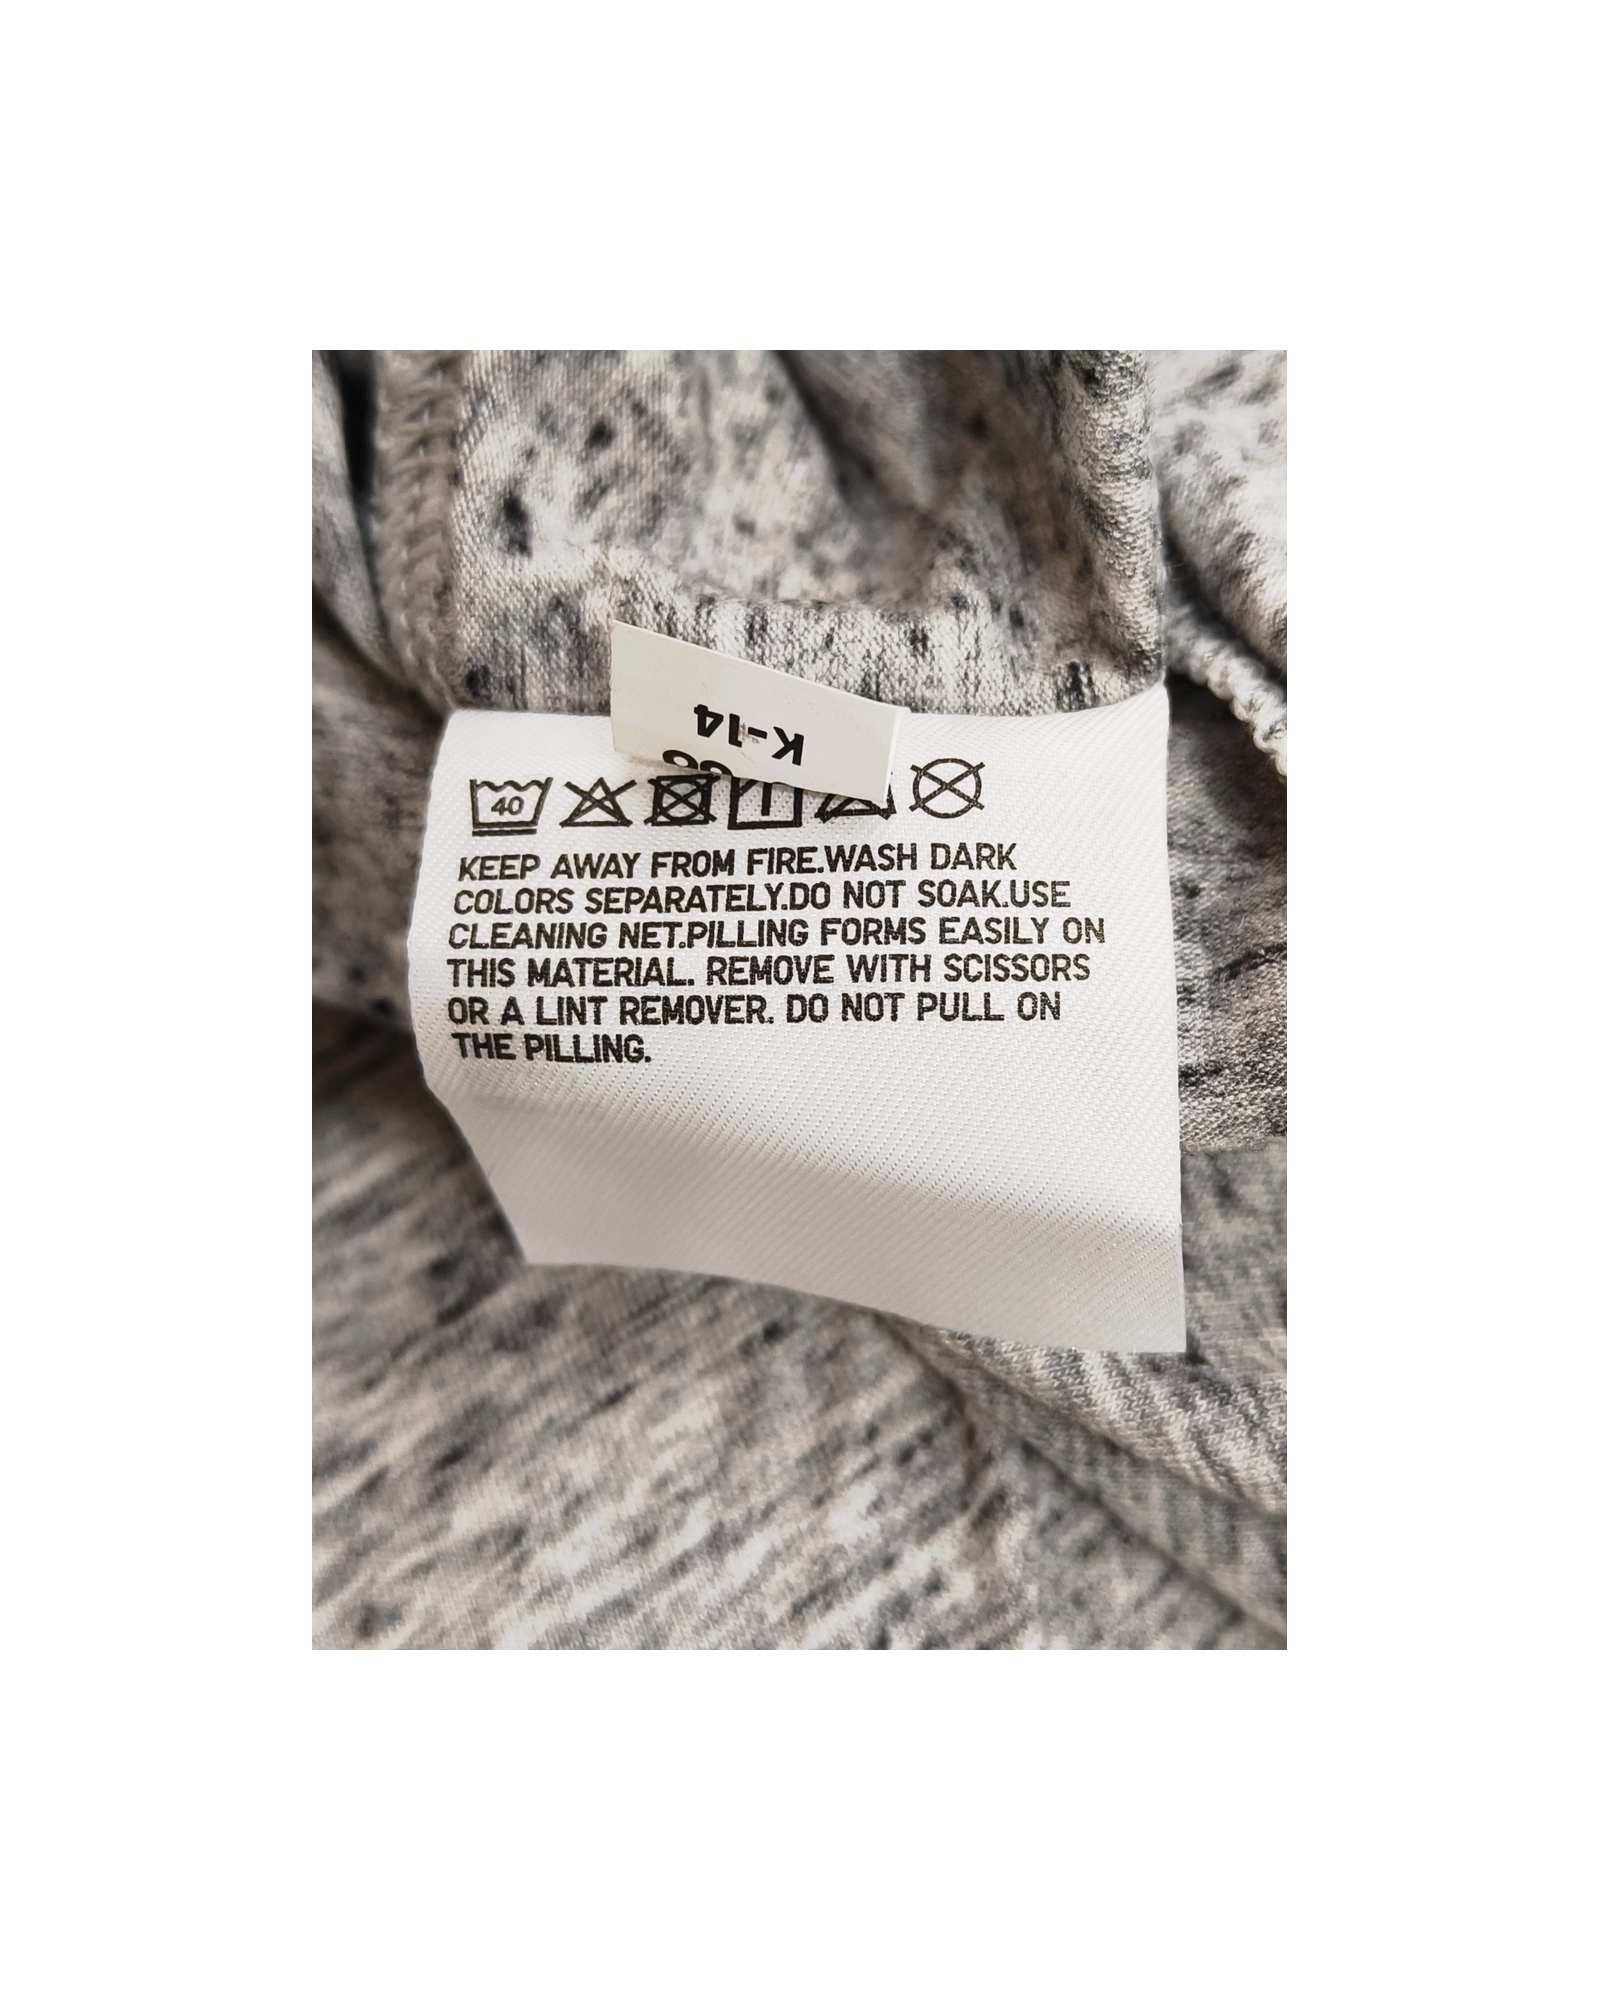 K-14
40
KEEP AWAY FROM FIRE.WASH DARK
COLORS SEPARATELY.DO NOT SOAK.USE
CLEANING NET.PILLING FORMS EASILY ON
THIS MATERIAL. REMOVE WITH SCISSORS
OR A LINT REMOVER. DO NOT PULL ON
THE PILLING.